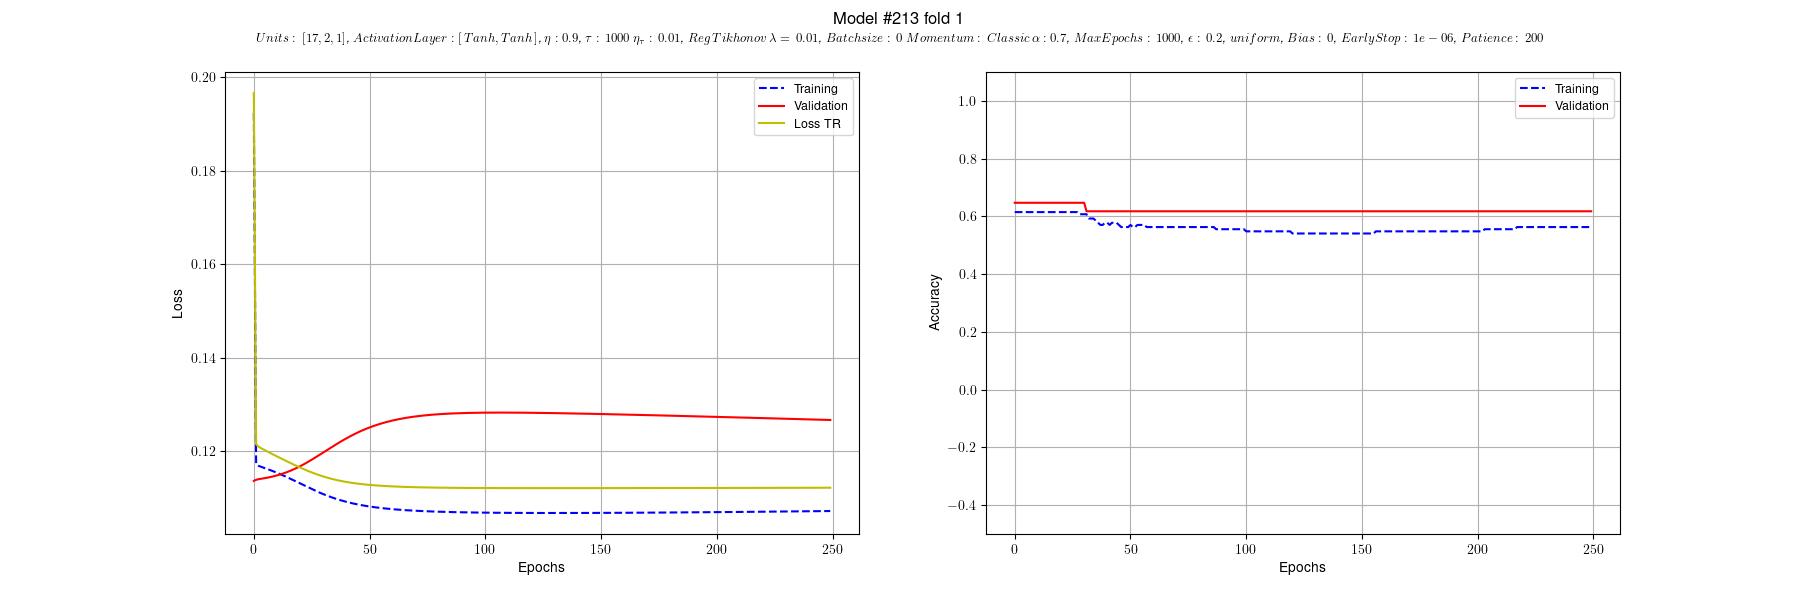 Model #213 fold 1
Units : [17, 2, 1], ActivationLayer : [Tanh, Tanh], η : 0.9, τ : 1000 η_τ : 0.01, RegTikhonov λ = 0.01, Batchsize : 0 Momentum : Classic α : 0.7, MaxEpochs : 1000, ϵ : 0.2, uniform, Bias : 0, EarlyStop : 1e − 06, Patience : 200
Training
Validation
Loss TR
0.20
0.18
0.16
0.14
0.12
Loss
0 50 100 150 200 250
Epochs
Training
Validation
1.0
0.8
0.6
0.4
0.2
0.0
−0.2
−0.4
Accuracy
0 50 100 150 200 250
Epochs